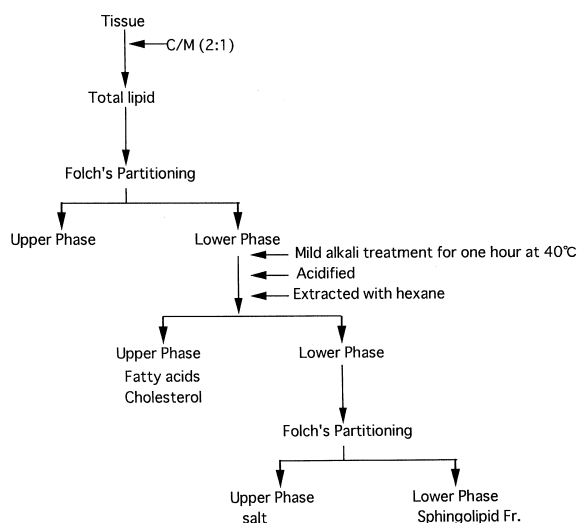 Tissue
C/M (2:1)
Total lipid
Folch's Partitioning
Upper Phase
Lower Phase
Mild alkali treatment for one hour at 40℃
Acidified
Extracted with hexane
Upper Phase
Fatty acids
Cholesterol
Lower Phase
Folch's Partitioning
Upper Phase
salt
Lower Phase
Sphingolipid Fr.